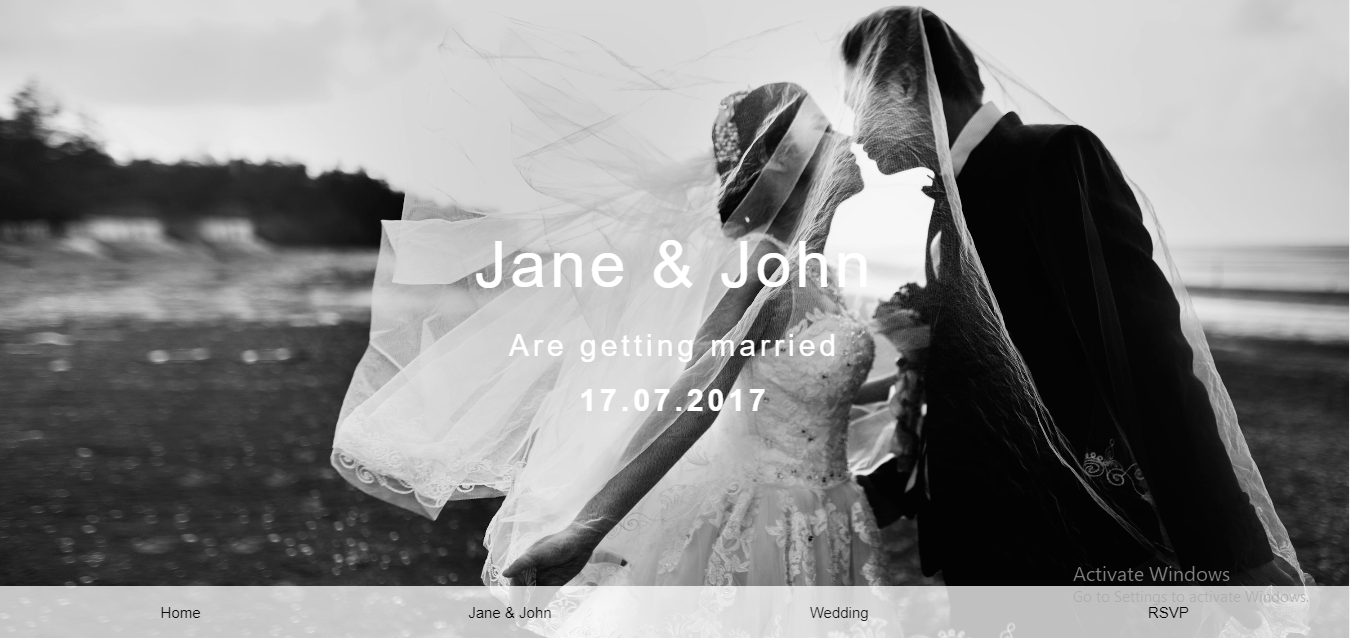 Jane & John
Are getting married
17.07.2017
Activate Windows
Go to Settings to activate Windows.
Home
Jane & John
Wedding
RSVP